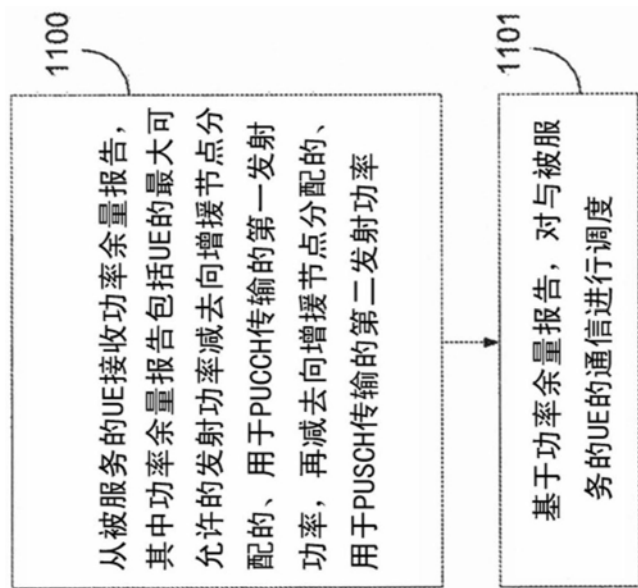 1100
从被服务的UE接收功率余量报告，
其中功率余量报告包括UE的最大可
允许的发射功率减去向增援节点分
配的、用于PUCCH传输的第一发射
功率，再减去向增援节点分配的、
用于PUSCH传输的第二发射功率
1101
基于功率余量报告，对与被服
务的UE的通信进行调度